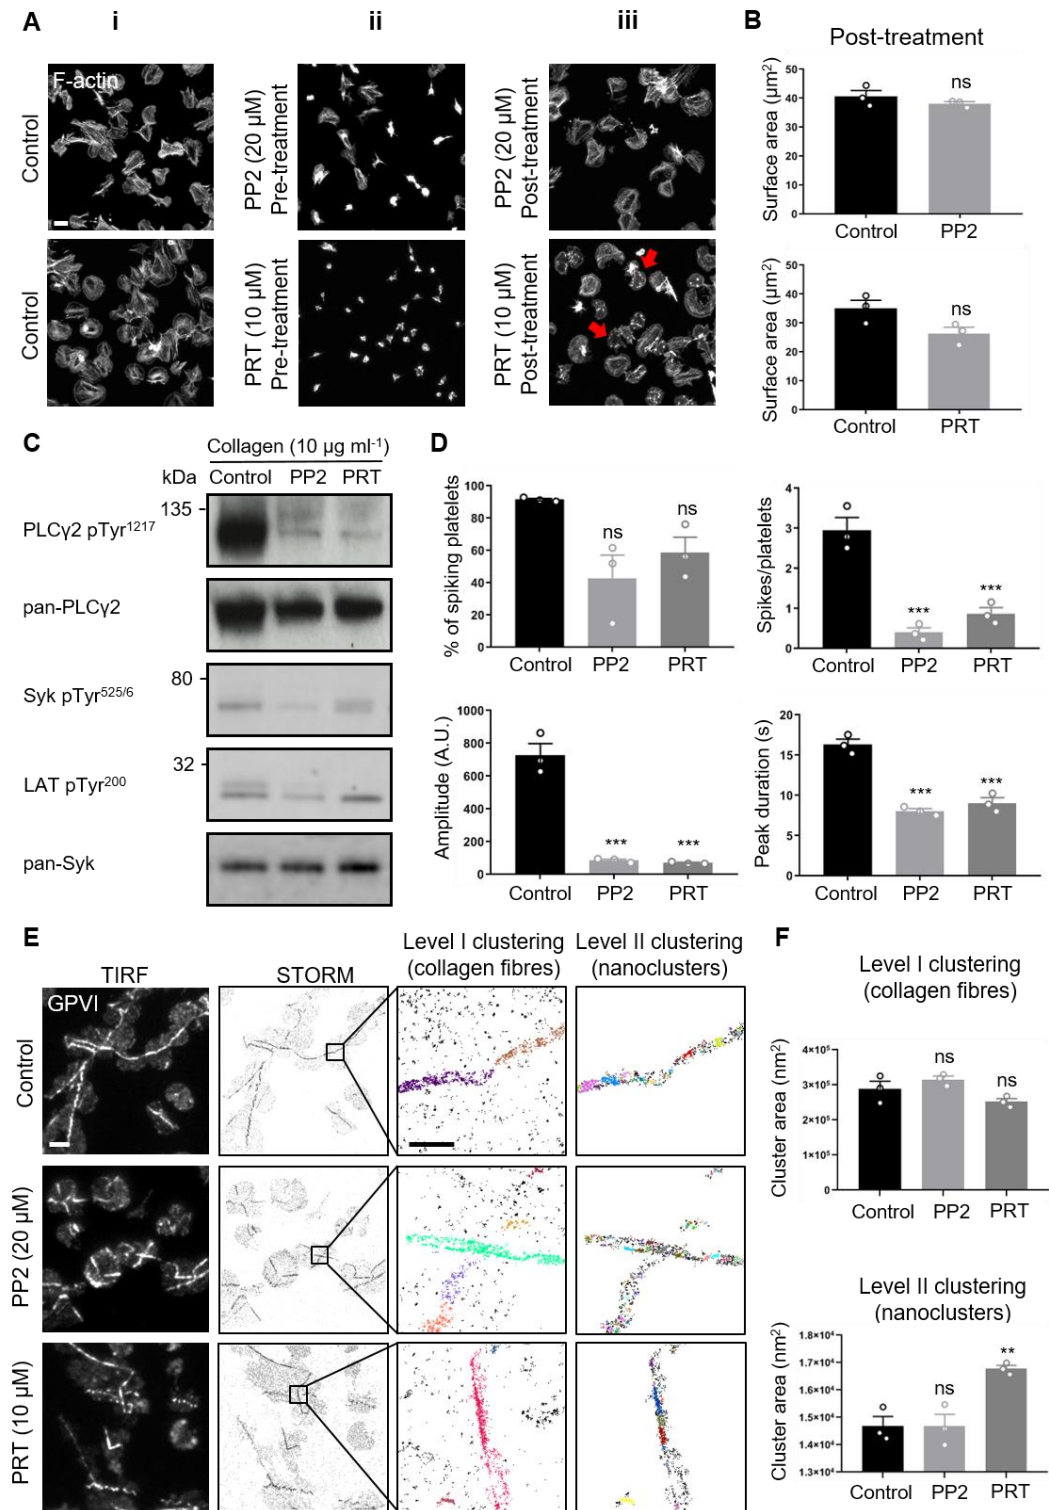 A
i
ii
iii
F-actin
Control
PP2 (20 µM)
Pre-treatment
PP2 (20 µM)
Post-treatment
Control
PRT (10 µM)
Pre-treatment
PRT (10 µM)
Post-treatment
B
Post-treatment
Surface area (µm²)
50
40
30
20
10
0
ns
Control
PP2
Surface area (µm²)
50
40
30
20
10
0
ns
Control
PRT
C
Collagen (10 µg ml⁻¹)
kDa
Control
PP2
PRT
135
PLCγ2 pTyr¹²¹⁷
pan-PLCγ2
80
Syk pTyr⁵²⁵/⁶
32
LAT pTyr²⁰⁰
pan-Syk
D
% of spiking platelets
100
80
60
40
20
0
ns
ns
Control
PP2
PRT
Spikes/platelets
4
3
2
1
0
***
***
Control
PP2
PRT
Amplitude (A.U.)
1000
800
600
400
200
0
***
***
Control
PP2
PRT
Peak duration (s)
20
15
10
5
0
***
***
Control
PP2
PRT
E
TIRF
STORM
Level I clustering
(collagen fibres)
Level II clustering
(nanoclusters)
GPVI
Control
PP2 (20 µM)
PRT (10 µM)
F
Level I clustering
(collagen fibres)
Cluster area (nm²)
4×10⁵
3×10⁵
2×10⁵
1×10⁵
0
ns
ns
Control
PP2
PRT
Level II clustering
(nanoclusters)
Cluster area (nm²)
1.8×10⁴
1.7×10⁴
1.6×10⁴
1.5×10⁴
1.4×10⁴
1.3×10⁴
ns
**
Control
PP2
PRT